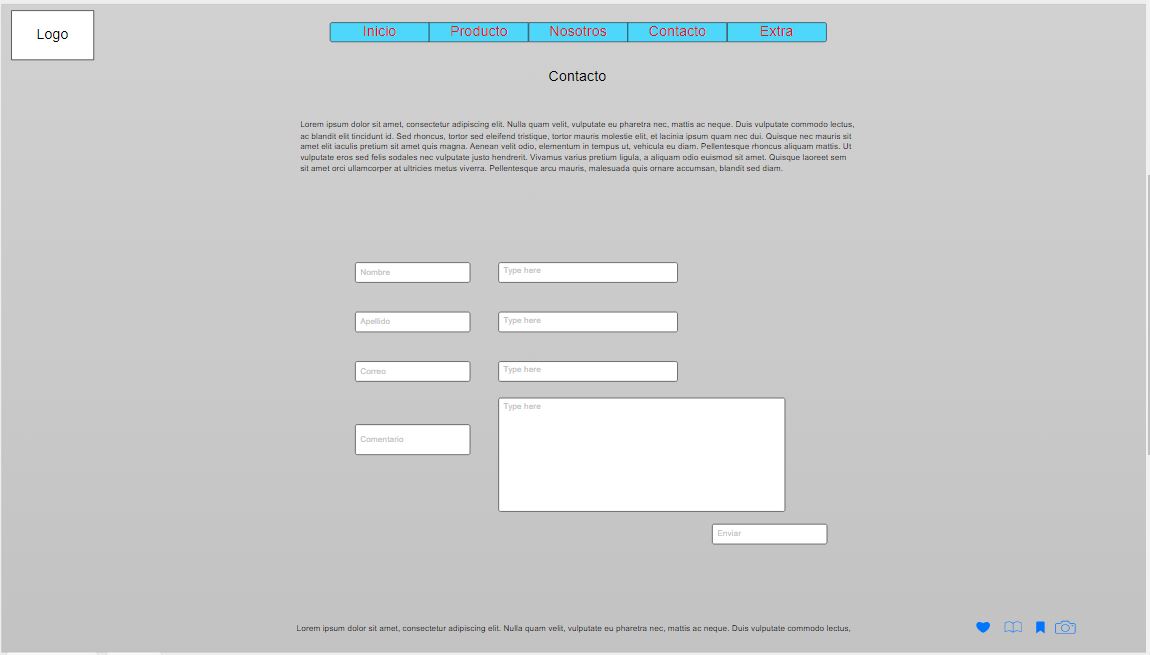 Logo
Inicio Producto Nosotros Contacto Extra
Contacto
Lorem ipsum dolor sit amet, consectetur adipiscing elit. Nulla quam velit, vulputate eu pharetra nec, mattis ac neque. Duis vulputate commodo lectus,
ac blandit elit tincidunt id. Sed rhoncus, tortor sed eleifend tristique, tortor mauris molestie elit, et lacinia ipsum quam nec dui. Quisque nec mauris sit
amet elit iaculis pretium sit amet quis magna. Aenean velit odio, elementum in tempus ut, vehicula eu diam. Pellentesque rhoncus aliquam mattis. Ut
vulputate eros sed felis sodales nec vulputate justo hendrerit. Vivamus varius pretium ligula, a aliquam odio euismod sit amet. Quisque laoreet sem
sit amet orci ullamcorper at ultricies metus viverra. Pellentesque arcu mauris, malesuada quis ornare accumsan, blandit sed diam.
Nombre Type here
Apellido Type here
Correo Type here
Type here
Comentario
Enviar
Lorem ipsum dolor sit amet, consectetur adipiscing elit. Nulla quam velit, vulputate eu pharetra nec, mattis ac neque. Duis vulputate commodo lectus,